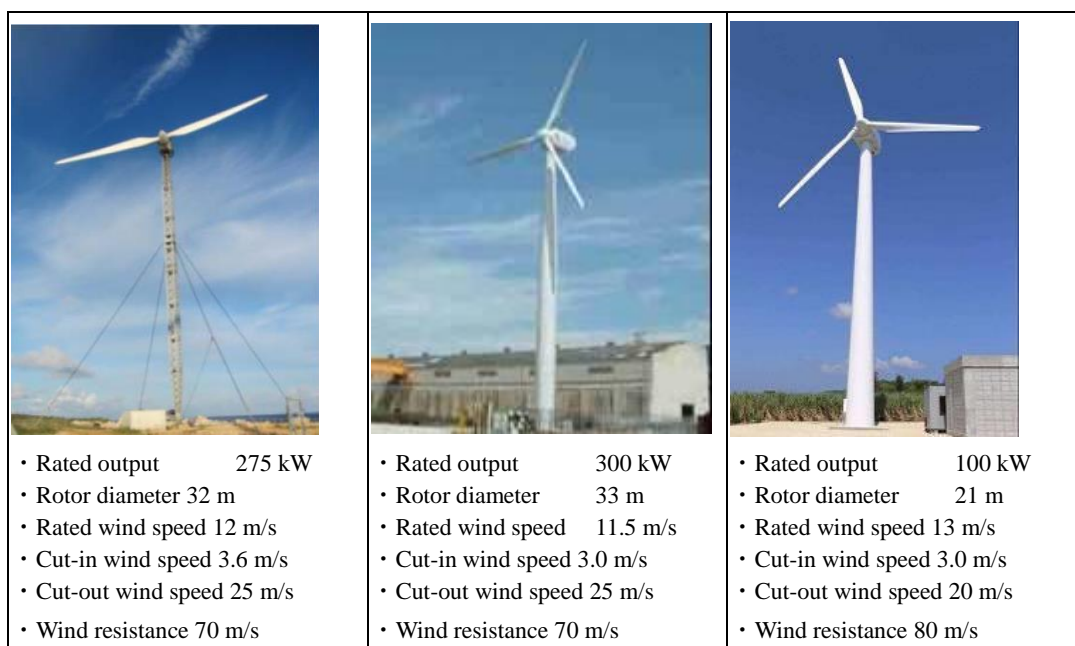 ・Rated output 275 kW
・Rotor diameter 32 m
・Rated wind speed 12 m/s
・Cut-in wind speed 3.6 m/s
・Cut-out wind speed 25 m/s
・Wind resistance 70 m/s
・Rated output 300 kW
・Rotor diameter 33 m
・Rated wind speed 11.5 m/s
・Cut-in wind speed 3.0 m/s
・Cut-out wind speed 25 m/s
・Wind resistance 70 m/s
・Rated output 100 kW
・Rotor diameter 21 m
・Rated wind speed 13 m/s
・Cut-in wind speed 3.0 m/s
・Cut-out wind speed 20 m/s
・Wind resistance 80 m/s